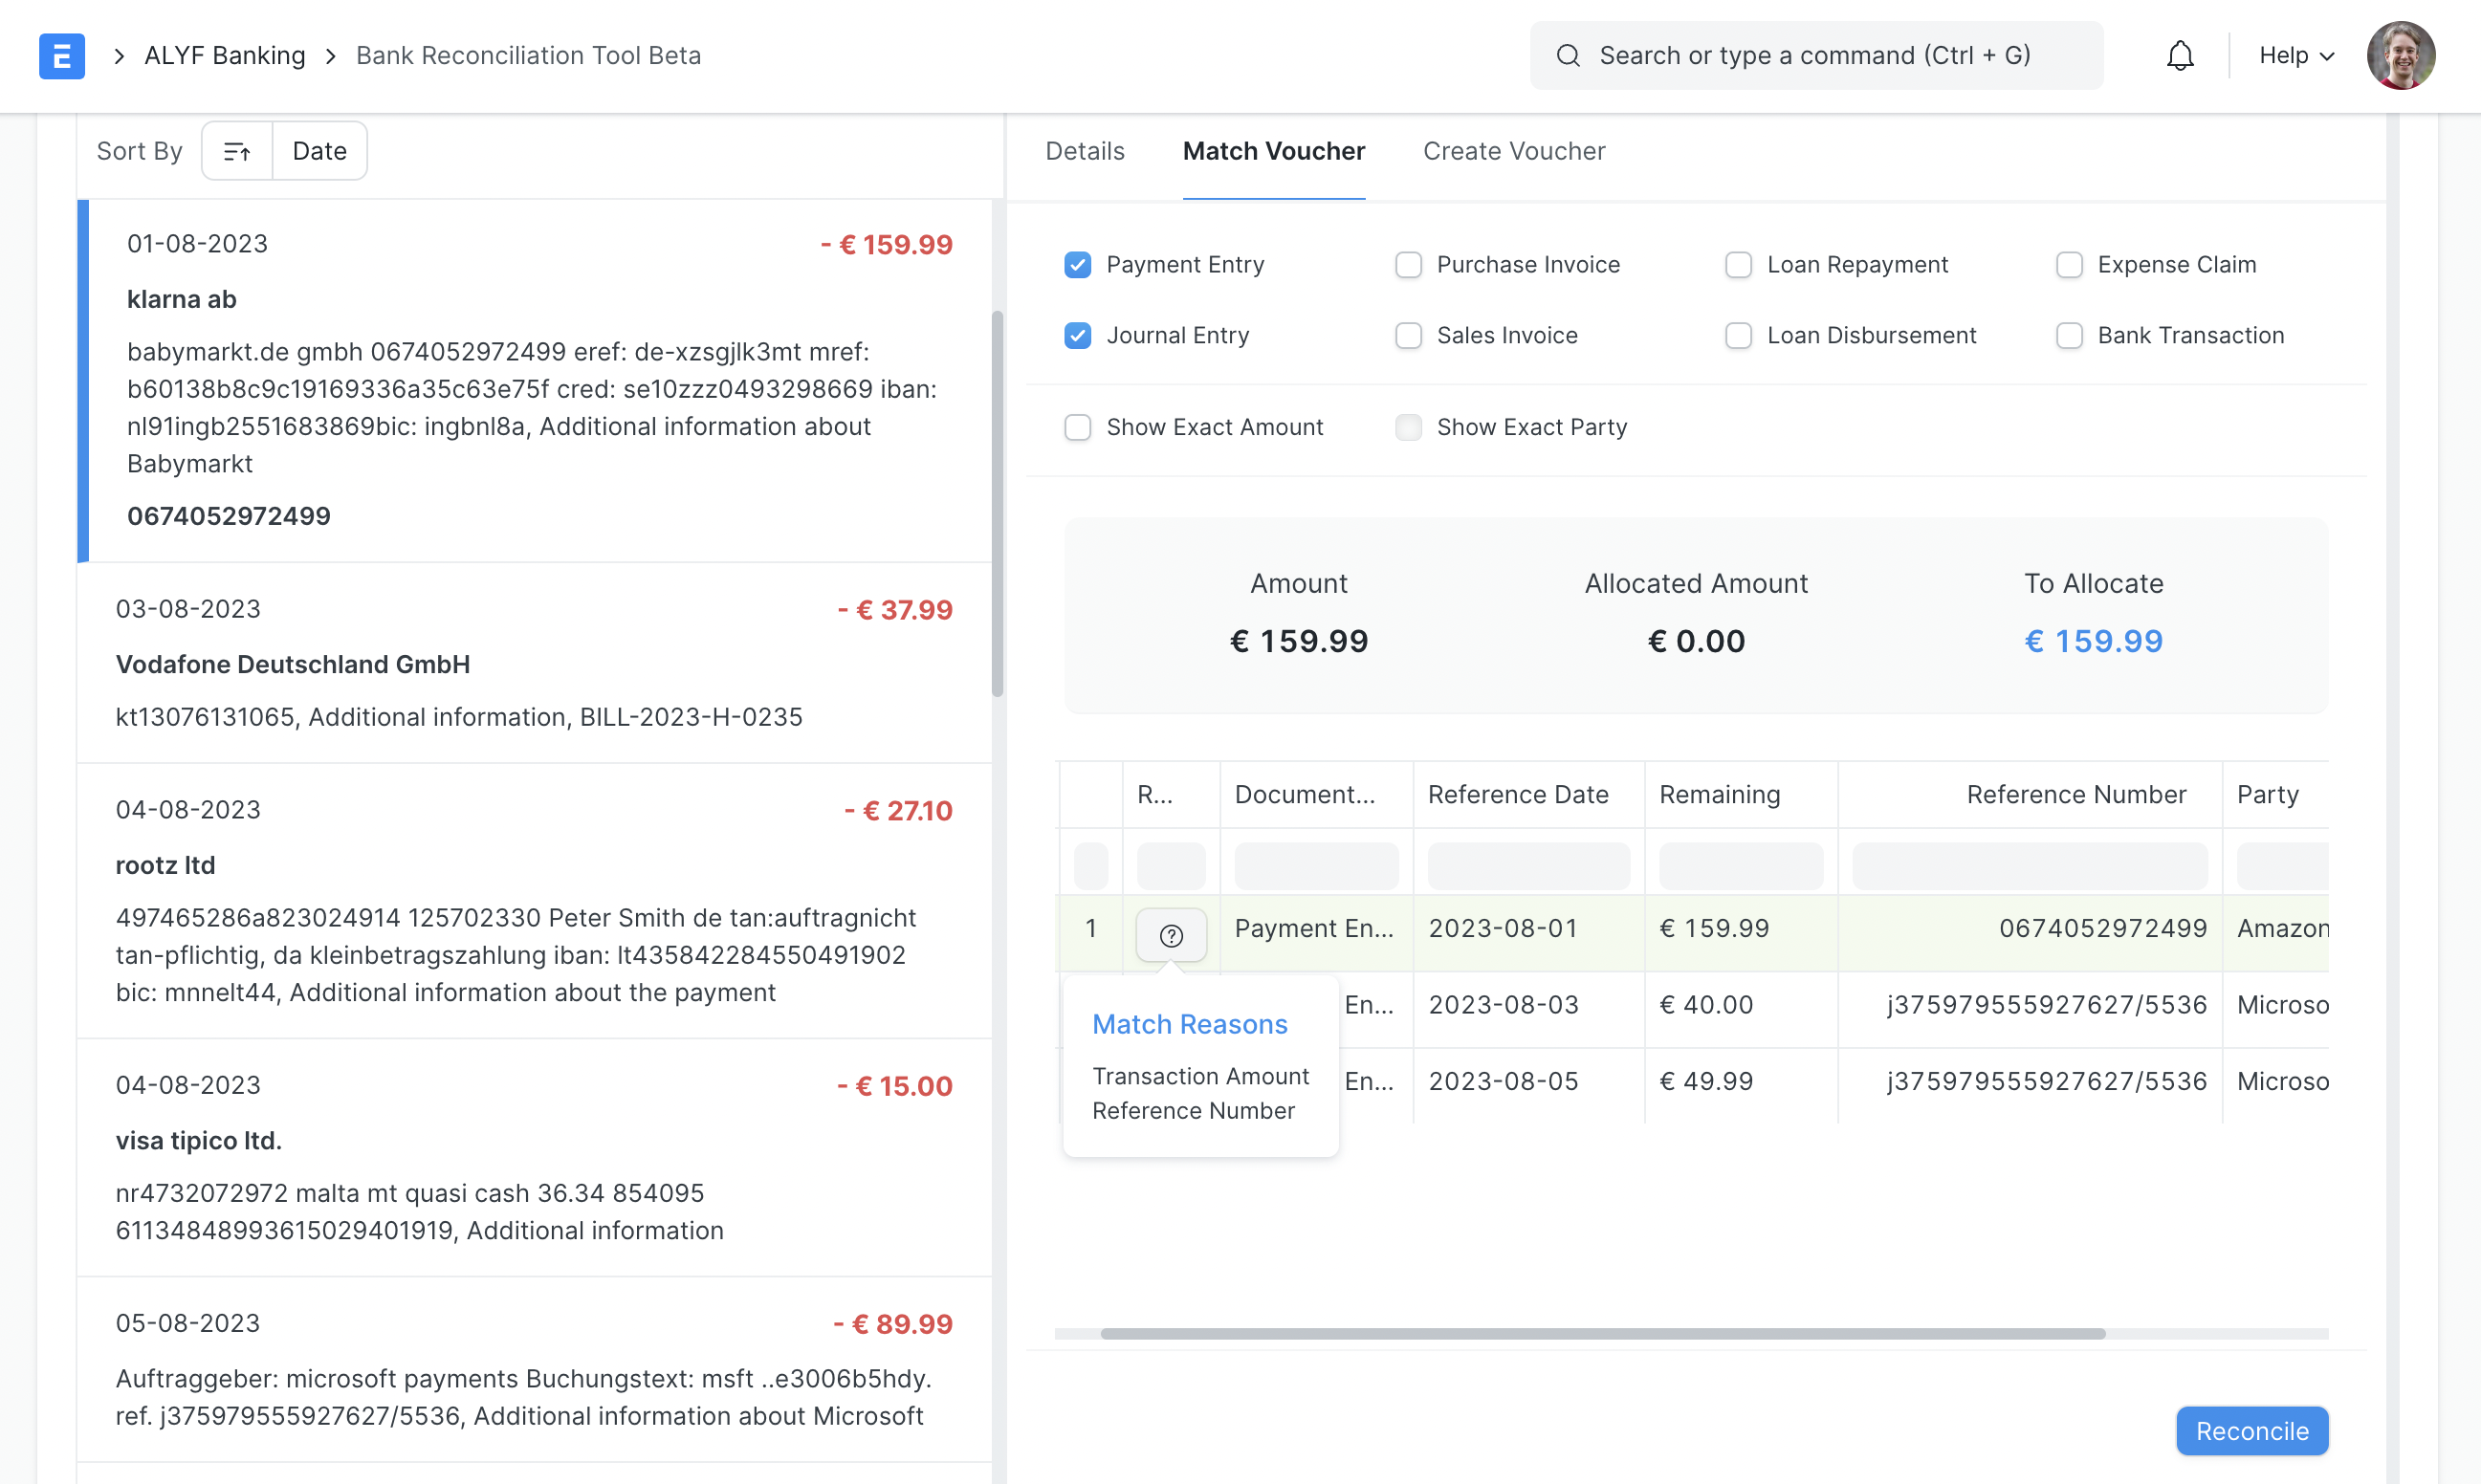 E
ALYF Banking
Bank Reconciliation Tool Beta
Search or type a command (Ctrl + G)
Help
Sort By
Date
01-08-2023
- € 159.99
klarna ab
babymarkt.de gmbh 0674052972499 eref: de-xzsgjlk3mt mref:
b60138b8c9c19169336a35c63e75f cred: se10zzz0493298669 iban:
nl91ingb2551683869bic: ingbnl8a, Additional information about
Babymarkt
0674052972499
03-08-2023
- € 37.99
Vodafone Deutschland GmbH
kt13076131065, Additional information, BILL-2023-H-0235
04-08-2023
- € 27.10
rootz ltd
497465286a823024914 125702330 Peter Smith de tan:auftragnicht
tan-pflichtig, da kleinbetragszahlung iban: lt435842284550491902
bic: mnnelt44, Additional information about the payment
04-08-2023
- € 15.00
visa tipico ltd.
nr4732072972 malta mt quasi cash 36.34 854095
61134848993615029401919, Additional information
05-08-2023
- € 89.99
Auftraggeber: microsoft payments Buchungstext: msft ..e3006b5hdy.
ref. j375979555927627/5536, Additional information about Microsoft
Details
Match Voucher
Create Voucher
Payment Entry
Purchase Invoice
Loan Repayment
Expense Claim
Journal Entry
Sales Invoice
Loan Disbursement
Bank Transaction
Show Exact Amount
Show Exact Party
Amount
Allocated Amount
To Allocate
€ 159.99
€ 0.00
€ 159.99
R...
Document...
Reference Date
Remaining
Reference Number
Party
1
Payment En...
2023-08-01
€ 159.99
0674052972499
Amazon
En...
2023-08-03
€ 40.00
j375979555927627/5536
Microso
En...
2023-08-05
€ 49.99
j375979555927627/5536
Microso
Match Reasons
Transaction Amount
Reference Number
Reconcile